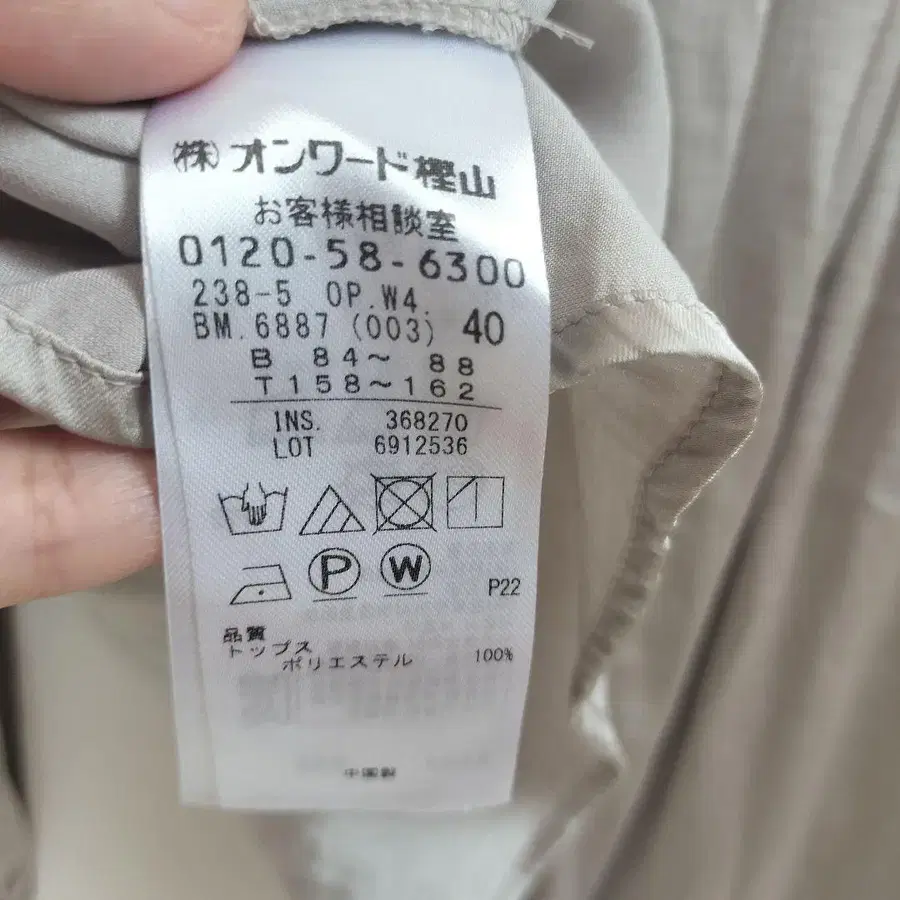 (株)オンワード樫山
お客様相談室
0120-58-6300
238-5 OP.W4.
BM.6887 (003) 40
B 84～ 88
T158～162
INS. 368270
LOT 6912536
P
W
P22
品質
トップス
ポリエステル 100%
中国製